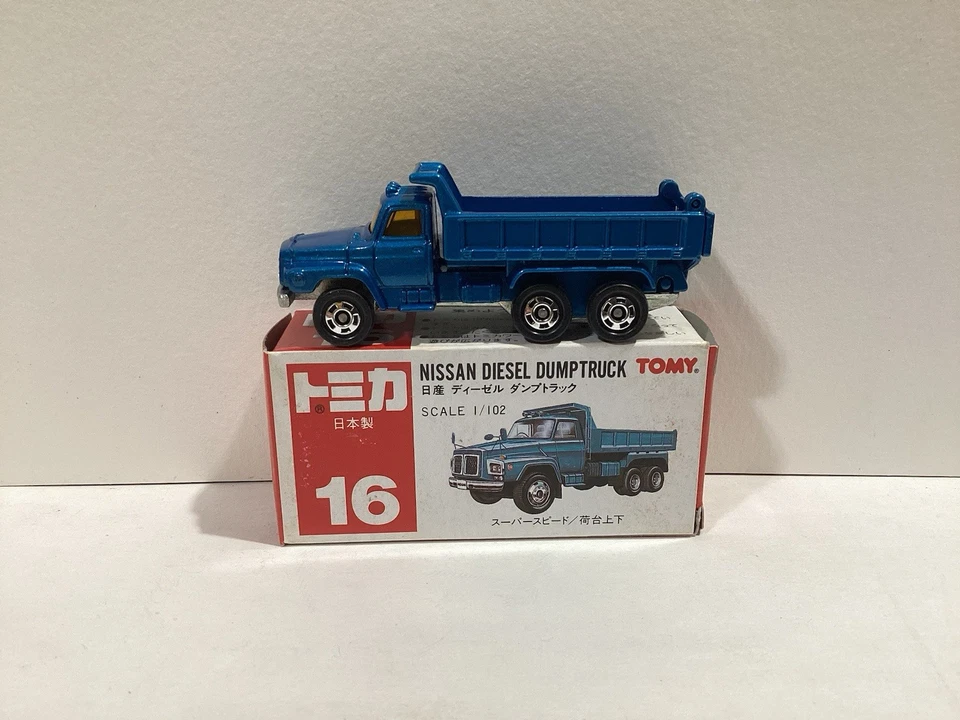 トミカ®
日本製
16
NISSAN DIESEL DUMPTRUCK TOMY®
日産 ディーゼル ダンプトラック
SCALE 1/102
スーパースピード/荷台上下